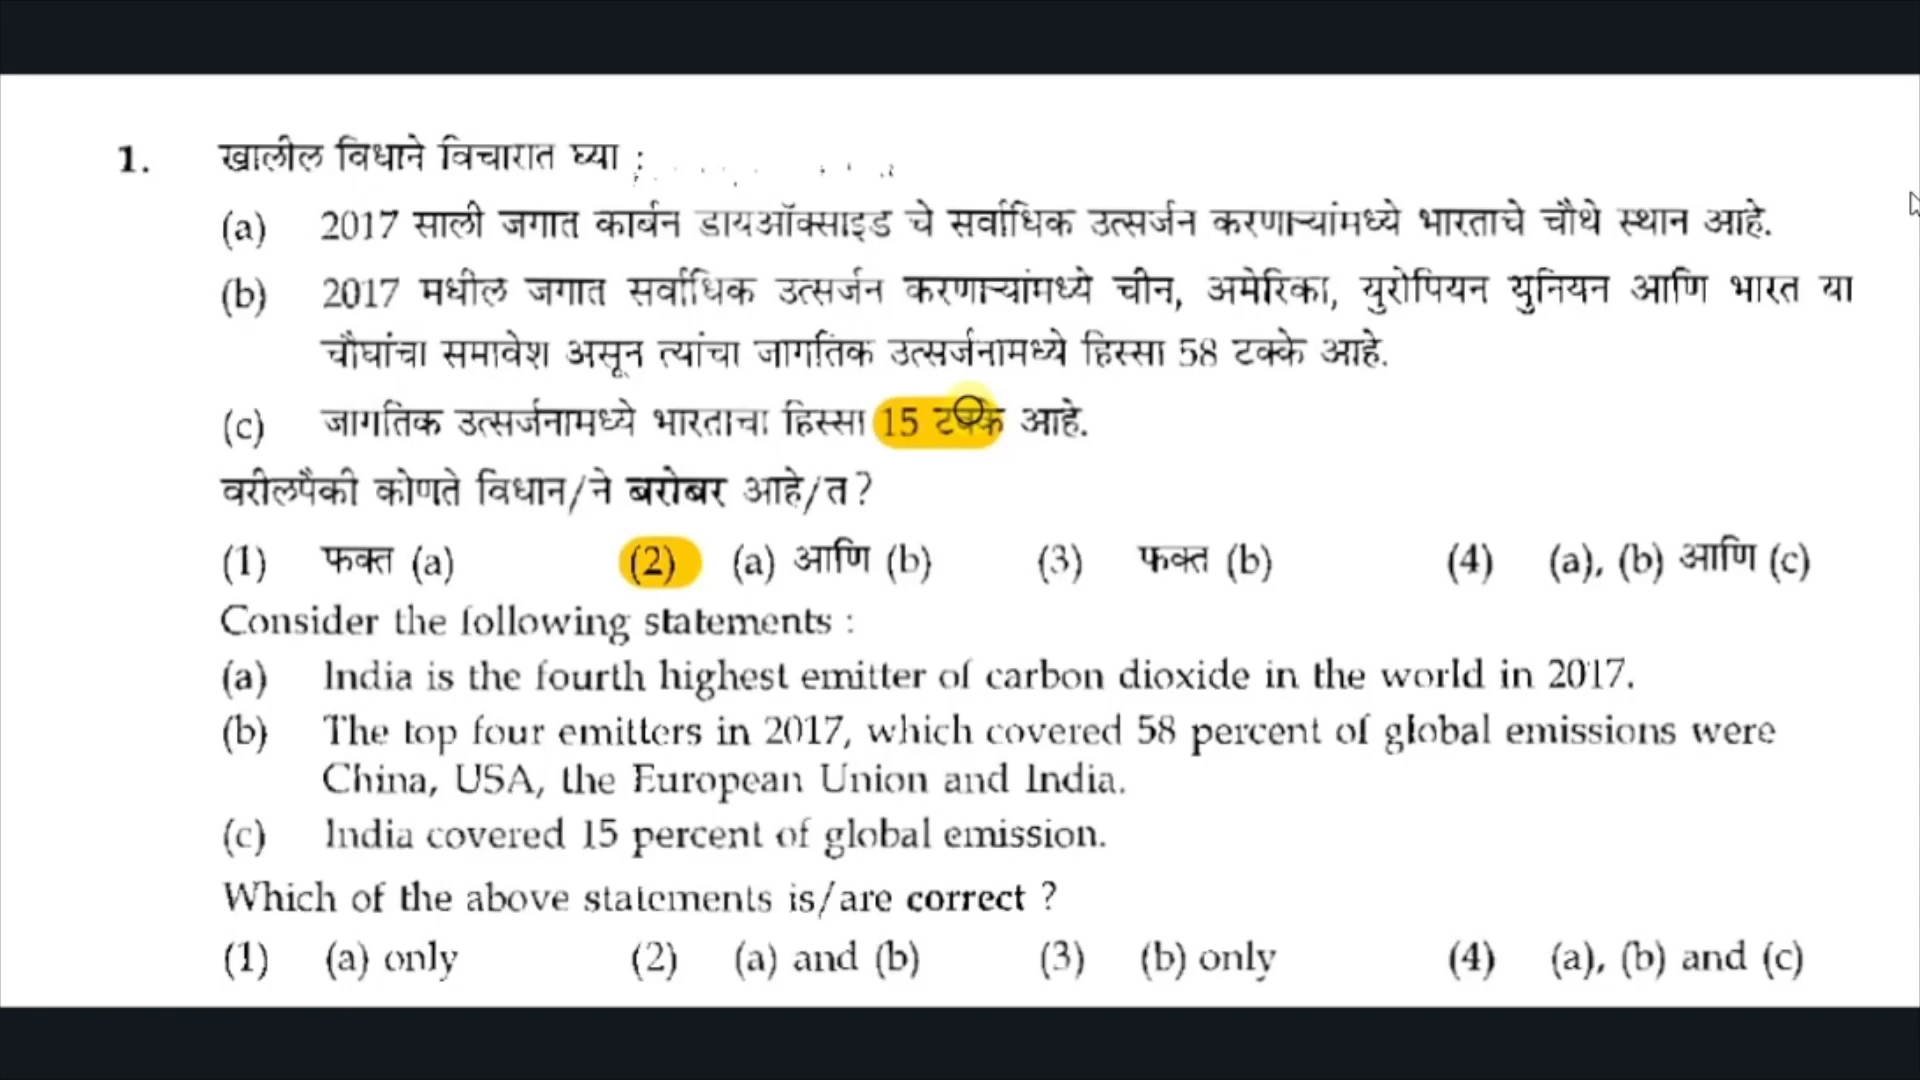 1. खालील विधाने विचारात घ्या :
(a) 2017 साली जगात कार्बन डायऑक्साइड चे सर्वाधिक उत्सर्जन करणाऱ्यांमध्ये भारताचे चौथे स्थान आहे.
(b) 2017 मधील जगात सर्वाधिक उत्सर्जन करणाऱ्यांमध्ये चीन, अमेरिका, युरोपियन युनियन आणि भारत या
चौघांचा समावेश असून त्यांचा जागतिक उत्सर्जनामध्ये हिस्सा 58 टक्के आहे.
(c) जागतिक उत्सर्जनामध्ये भारताचा हिस्सा 15 टक्के आहे.
वरीलपैकी कोणते विधान/ने बरोबर आहे/त?
(1) फक्त (a) (2) (a) आणि (b) (3) फक्त (b) (4) (a), (b) आणि (c)
Consider the following statements :
(a) India is the fourth highest emitter of carbon dioxide in the world in 2017.
(b) The top four emitters in 2017, which covered 58 percent of global emissions were
China, USA, the European Union and India.
(c) India covered 15 percent of global emission.
Which of the above statements is/are correct ?
(1) (a) only (2) (a) and (b) (3) (b) only (4) (a), (b) and (c)